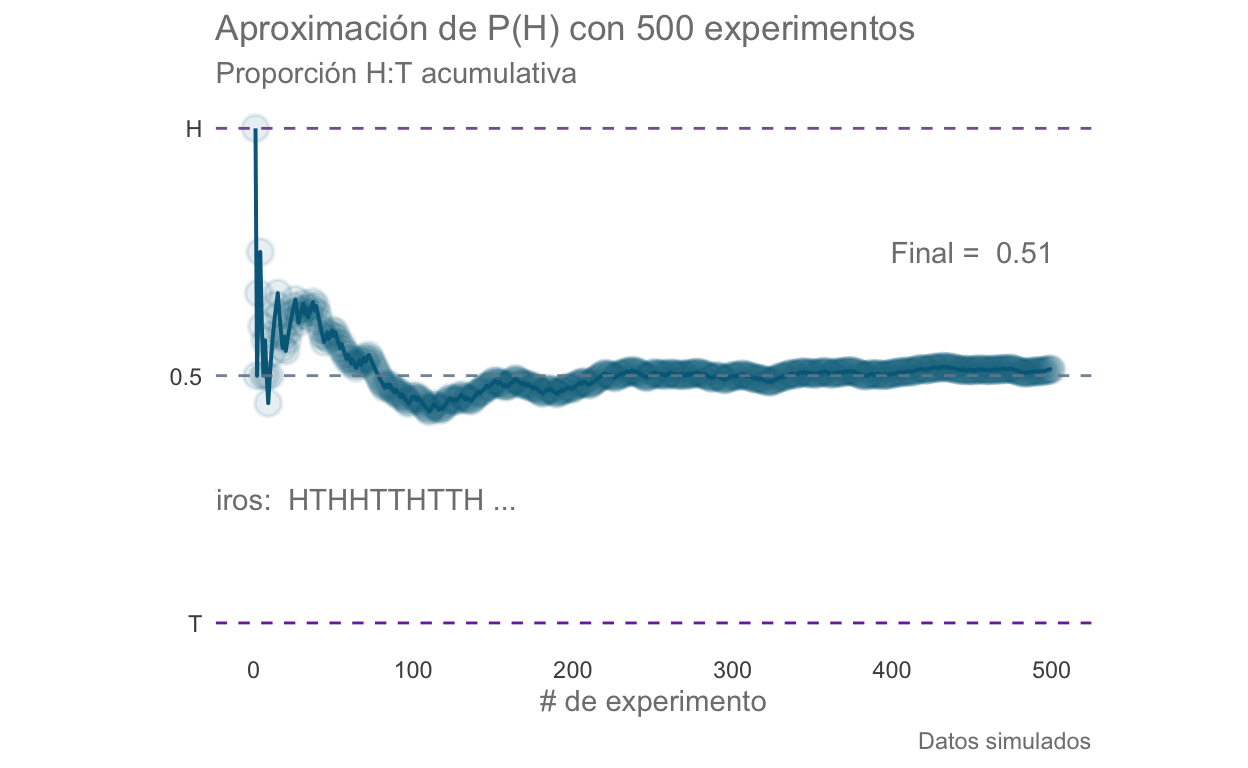 Aproximación de P(H) con 500 experimentos
Proporción H:T acumulativa
H
Final = 0.51
0.5
iros: HTHHTTHTTH ...
T
0 100 200 300 400 500
# de experimento
Datos simulados